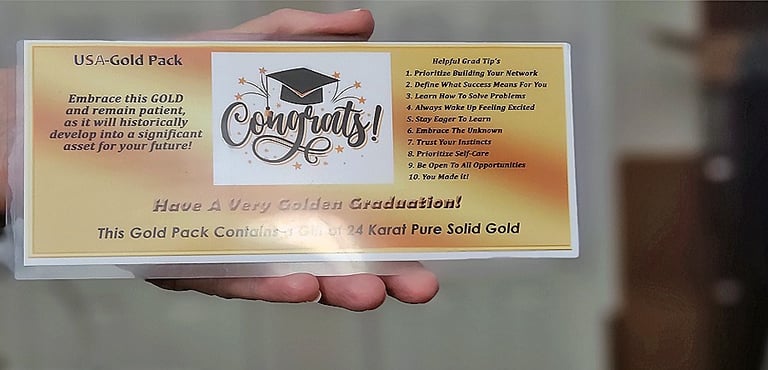 USA-Gold Pack
Embrace this GOLD
and remain patient,
as it will historically
develop into a significant
asset for your future!
Congrats!
Helpful Grad Tip's
1. Prioritize Building Your Network
2. Define What Success Means For You
3. Learn How To Solve Problems
4. Always Wake Up Feeling Excited
5. Stay Eager To Learn
6. Embrace The Unknown
7. Trust Your Instincts
8. Prioritize Self-Care
9. Be Open To All Opportunities
10. You Made it!
Have A Very Golden Graduation!
This Gold Pack Contains of 24 Karat Pure Solid Gold